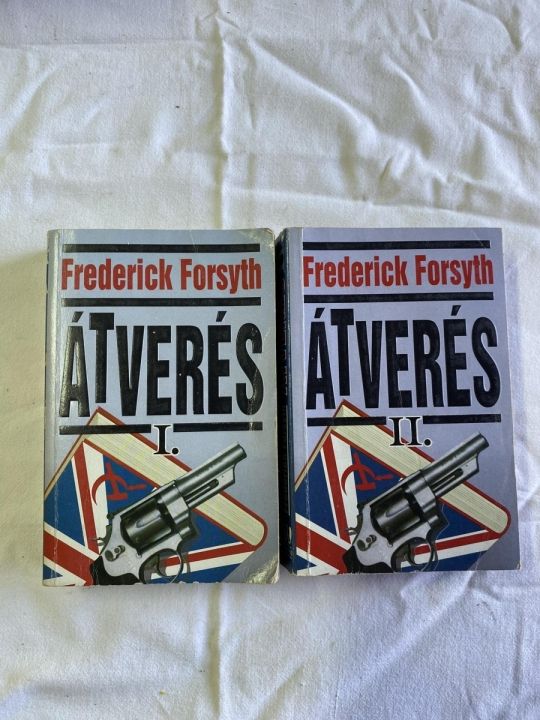 Frederick Forsyth
ÁTVERÉS
I.
Frederick Forsyth
ÁTVERÉS
II.